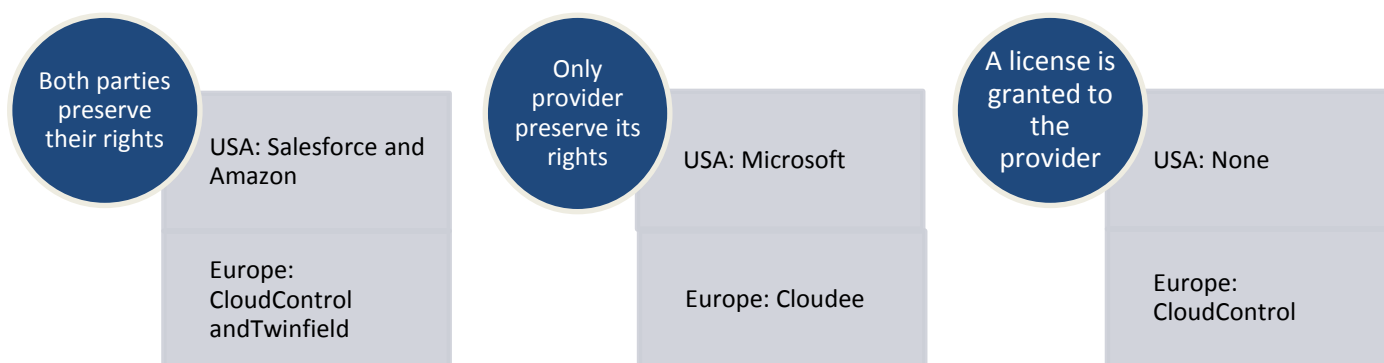 Both parties
preserve
their rights
USA: Salesforce and
Amazon
Europe:
CloudControl
andTwinfield
Only
provider
preserve its
rights
USA: Microsoft
Europe: Cloudee
A license is
granted to
the
provider
USA: None
Europe:
CloudControl